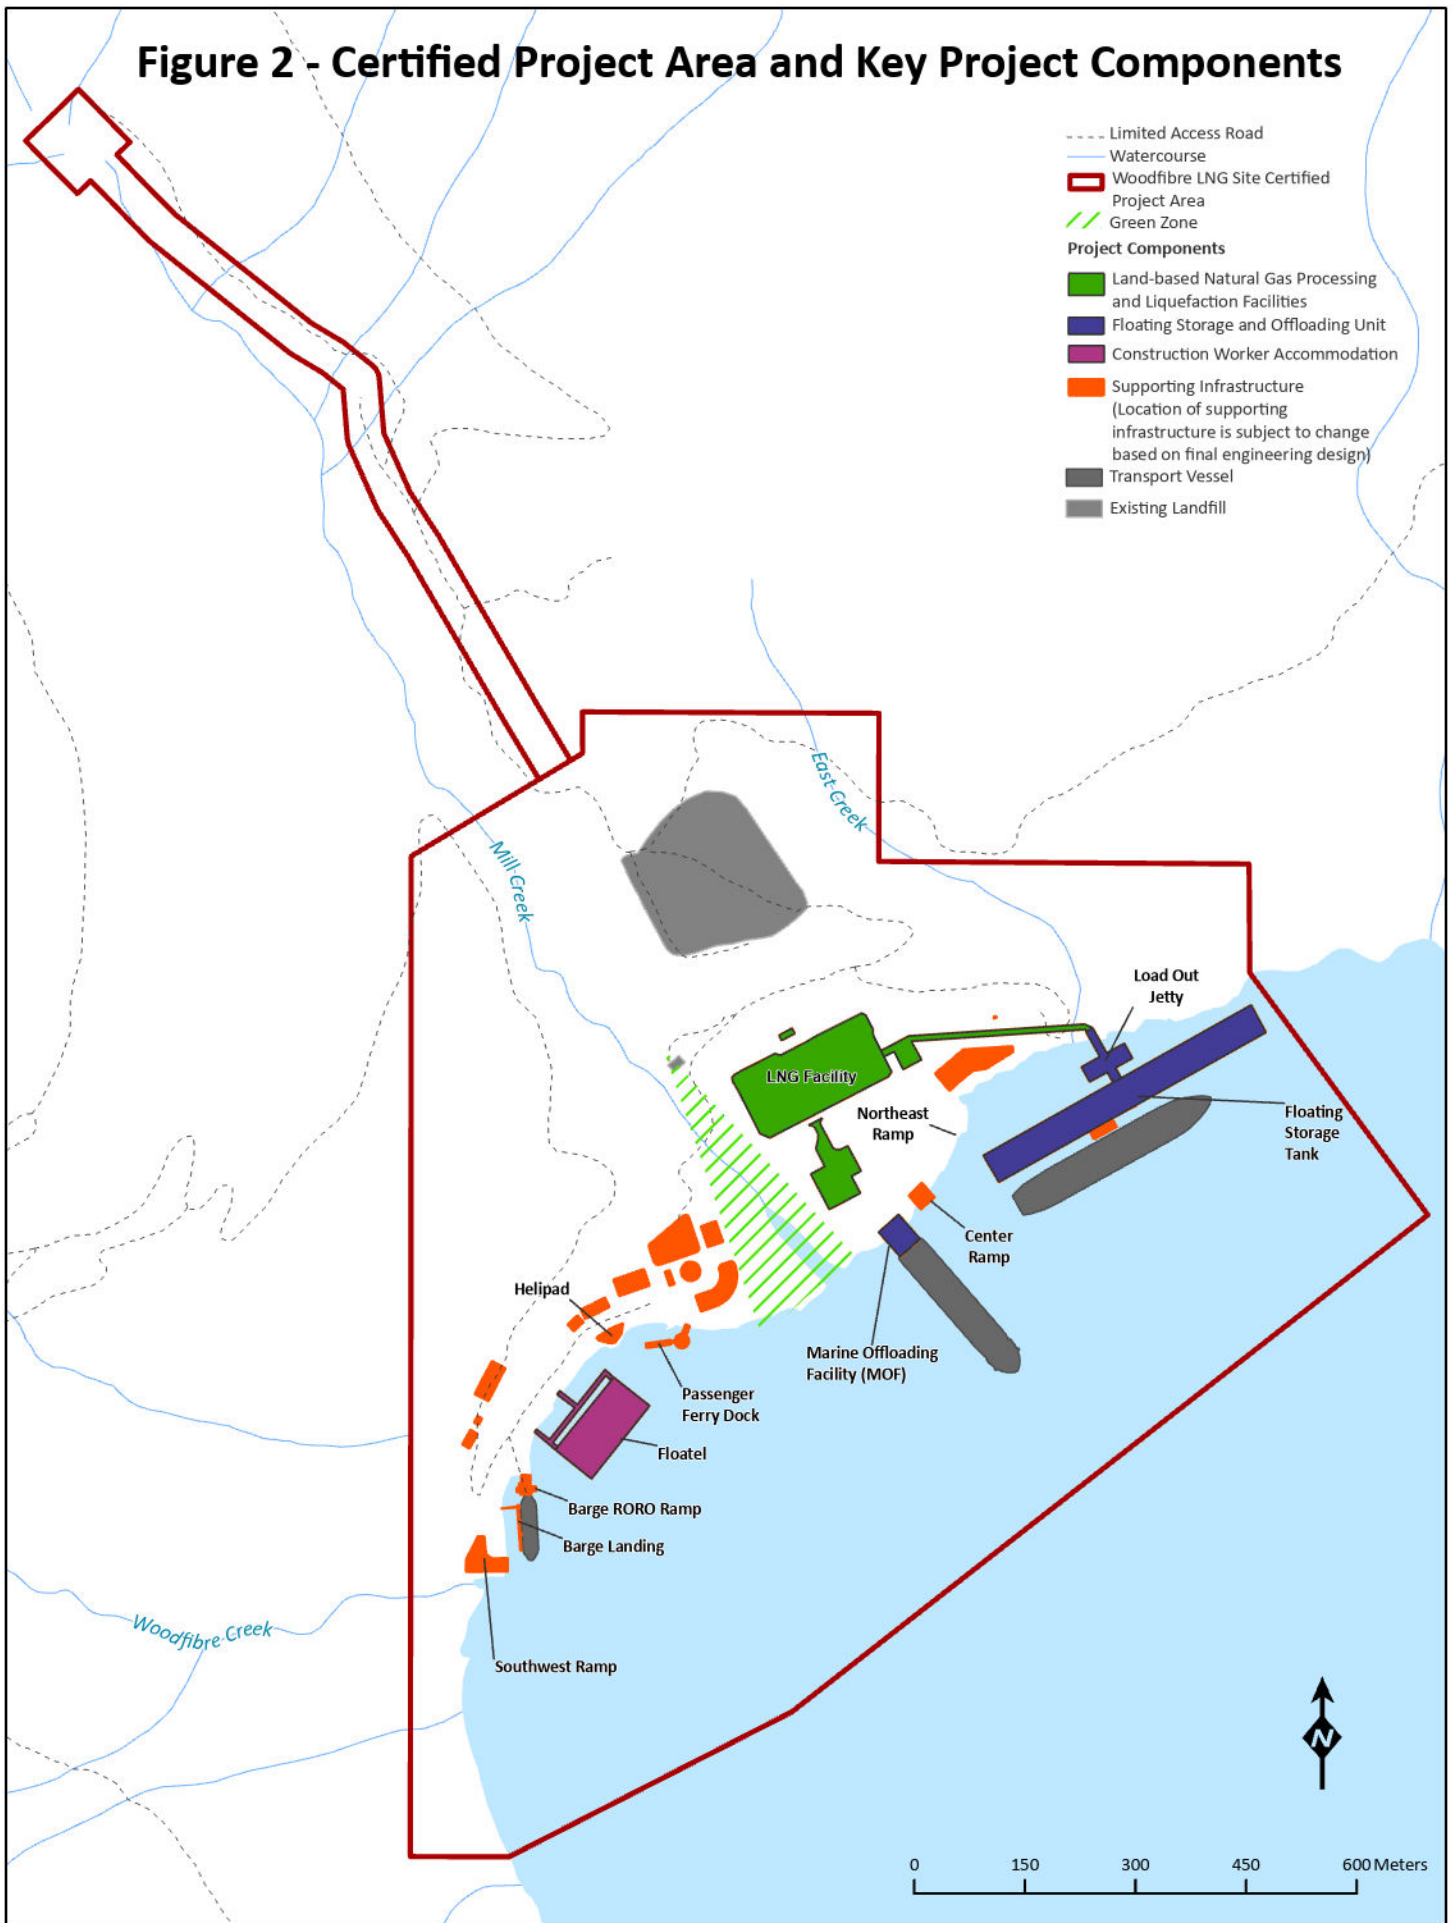 Figure 2 - Certified Project Area and Key Project Components
Limited Access Road
Watercourse
Woodfibre LNG Site Certified
Project Area
Green Zone
Project Components
Land-based Natural Gas Processing
and Liquefaction Facilities
Floating Storage and Offloading Unit
Construction Worker Accommodation
Supporting Infrastructure
(Location of supporting
infrastructure is subject to change
based on final engineering design)
Transport Vessel
Existing Landfill
East Creek
Mill Creek
Load Out
Jetty
LNG Facility
Northeast
Ramp
Floating
Storage
Tank
Center
Ramp
Helipad
Marine Offloading
Facility (MOF)
Passenger
Ferry Dock
Floatel
Barge RORO Ramp
Barge Landing
Woodfibre Creek
Southwest Ramp
N
0 150 300 450 600 Meters